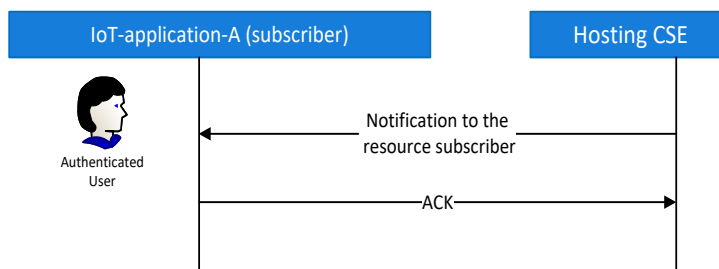 IoT-application-A (subscriber)
Hosting CSE
Notification to the
resource subscriber
Authenticated
User
ACK